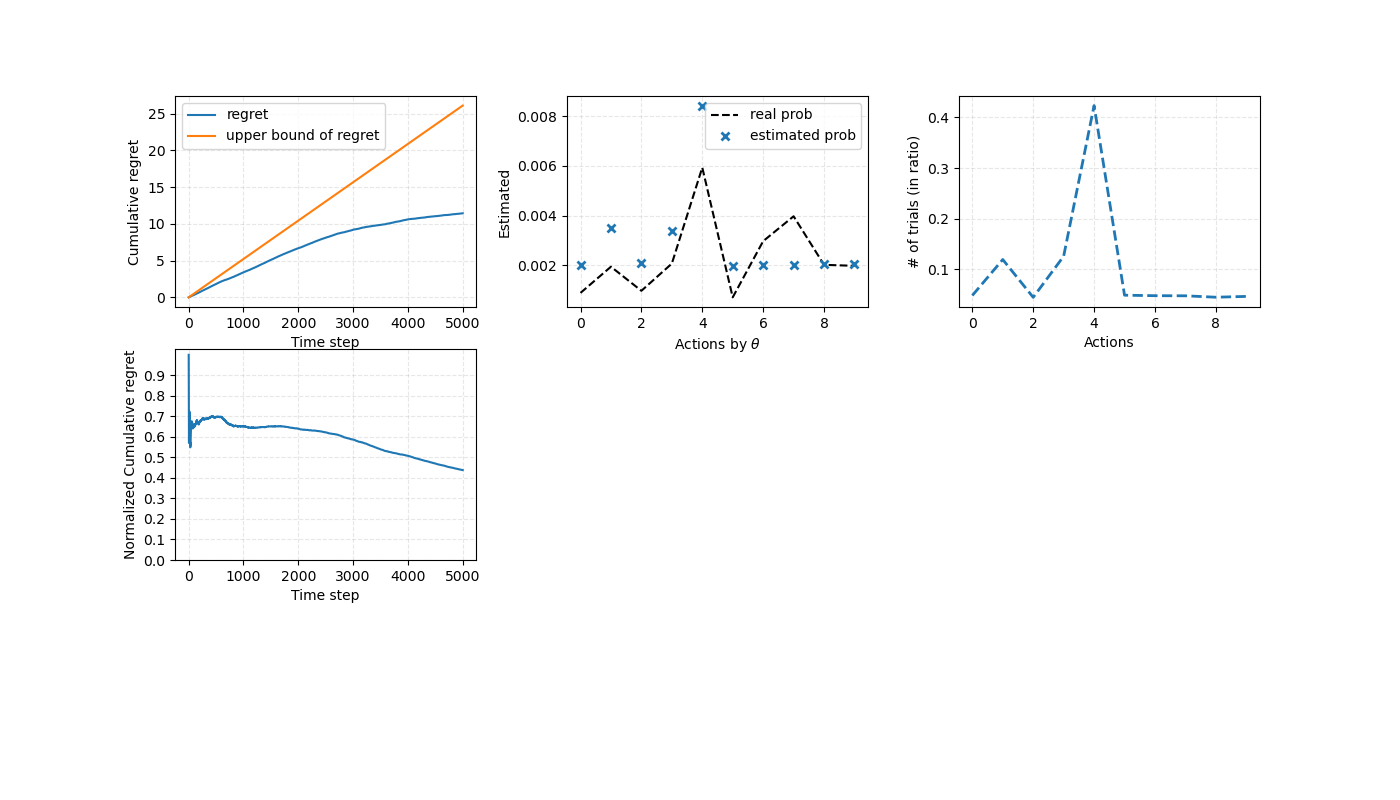 regret
upper bound of regret
25
20
15
10
5
0
Cumulative regret
0 1000 2000 3000 4000 5000
Time step
real prob
estimated prob
0.008
0.006
0.004
0.002
Estimated
0 2 4 6 8
Actions by θ
0.4
0.3
0.2
0.1
# of trials (in ratio)
0 2 4 6 8
Actions
0.9
0.8
0.7
0.6
0.5
0.4
0.3
0.2
0.1
0.0
Normalized Cumulative regret
0 1000 2000 3000 4000 5000
Time step